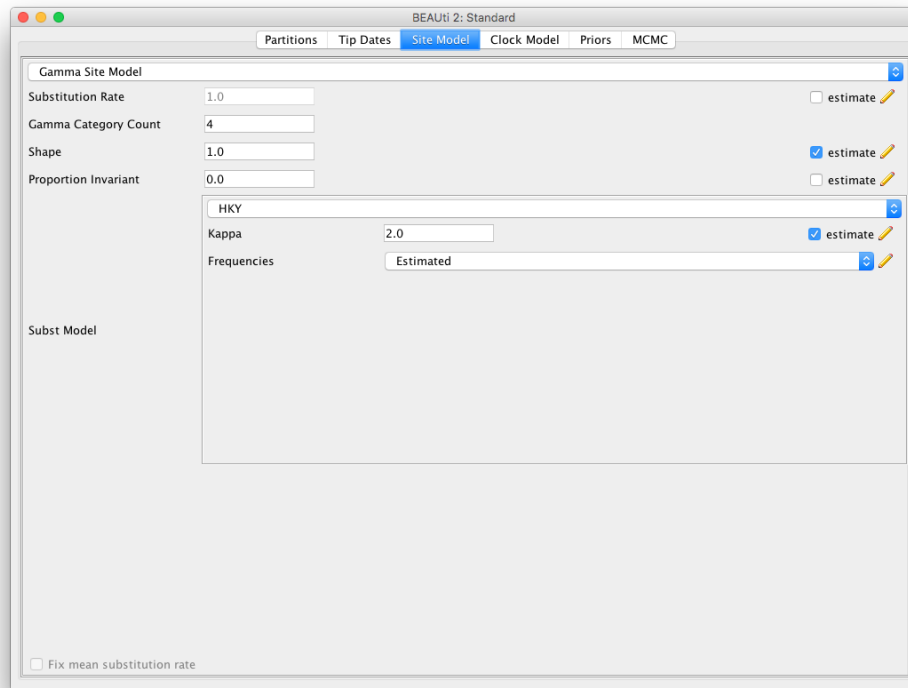 BEAUti 2: Standard
Partitions Tip Dates Site Model Clock Model Priors MCMC
Gamma Site Model
Substitution Rate 1.0 estimate
Gamma Category Count 4
Shape 1.0 estimate
Proportion Invariant 0.0 estimate
HKY
Kappa 2.0 estimate
Frequencies Estimated
Subst Model
Fix mean substitution rate